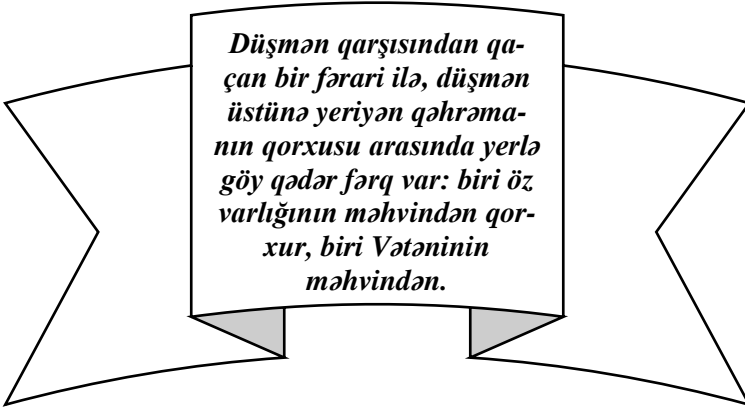 Düşmən qarşısından qa-
çan bir fərari ilə, düşmən
üstünə yeriyən qəhrəma-
nın qorxusu arasında yerlə
göy qədər fərq var: biri öz
varlığının məhvindən qor-
xur, biri Vətəninin
məhvindən.